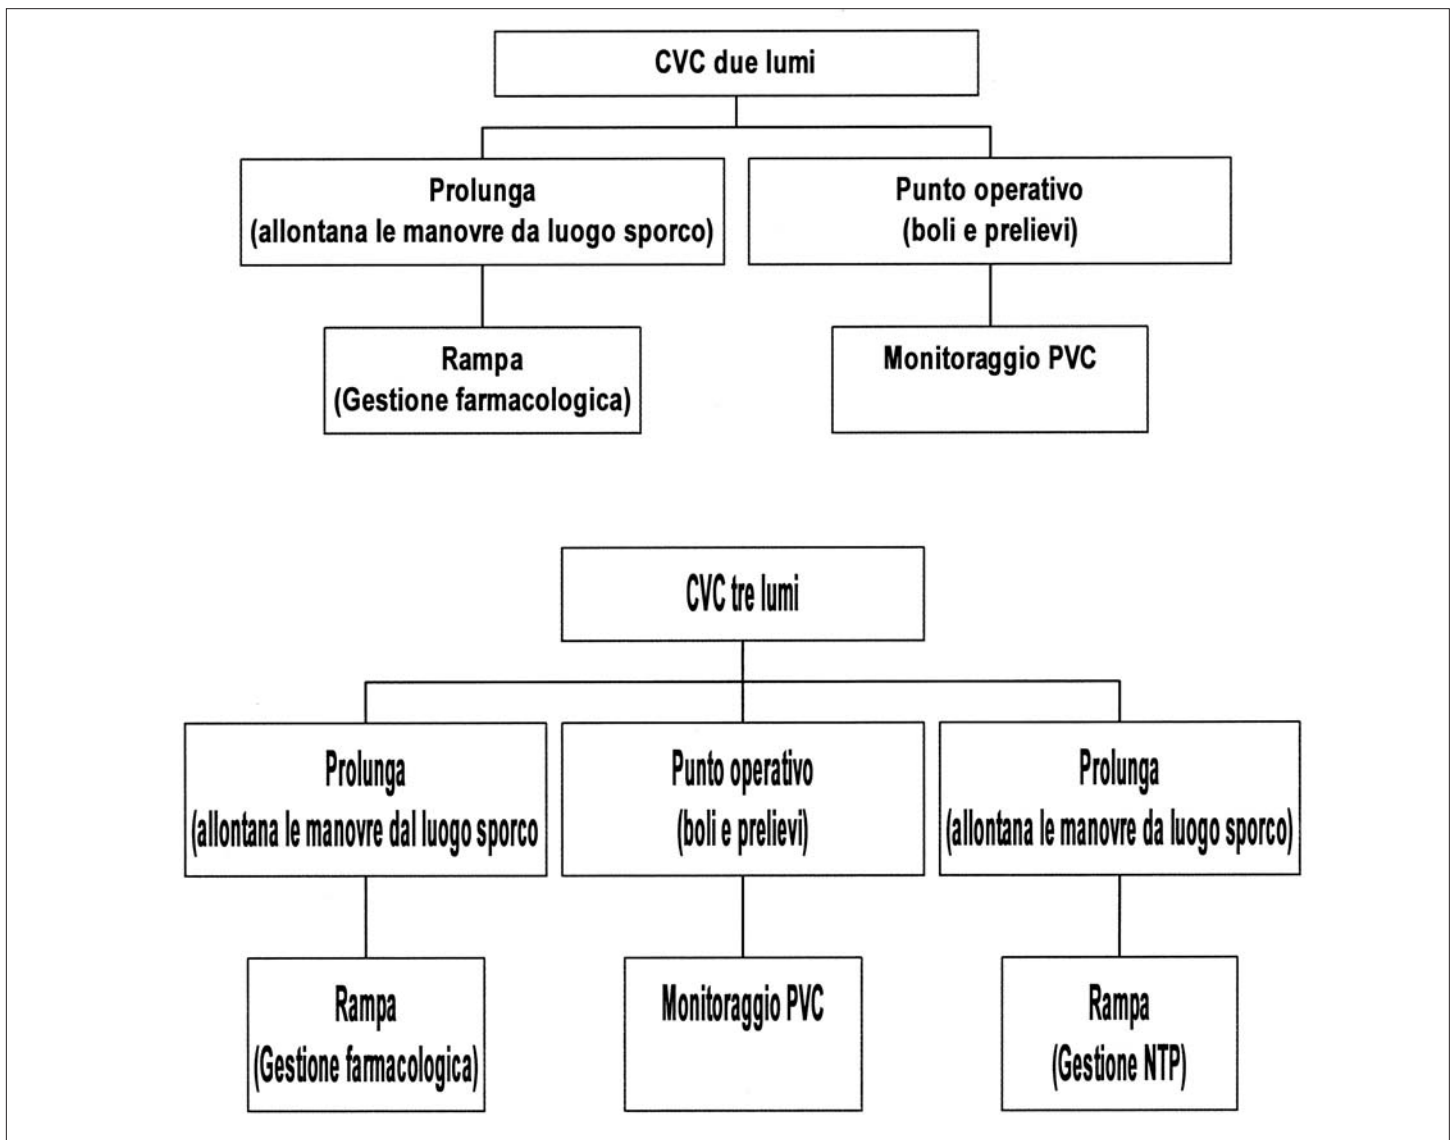 CVC due lumi
Prolunga
(allontana le manovre da luogo sporco)
Punto operativo
(boli e prelievi)
Rampa
(Gestione farmacologica)
Monitoraggio PVC
CVC tre lumi
Prolunga
(allontana le manovre dal luogo sporco
Punto operativo
(boli e prelievi)
Prolunga
(allontana le manovre da luogo sporco)
Rampa
(Gestione farmacologica)
Monitoraggio PVC
Rampa
(Gestione NTP)